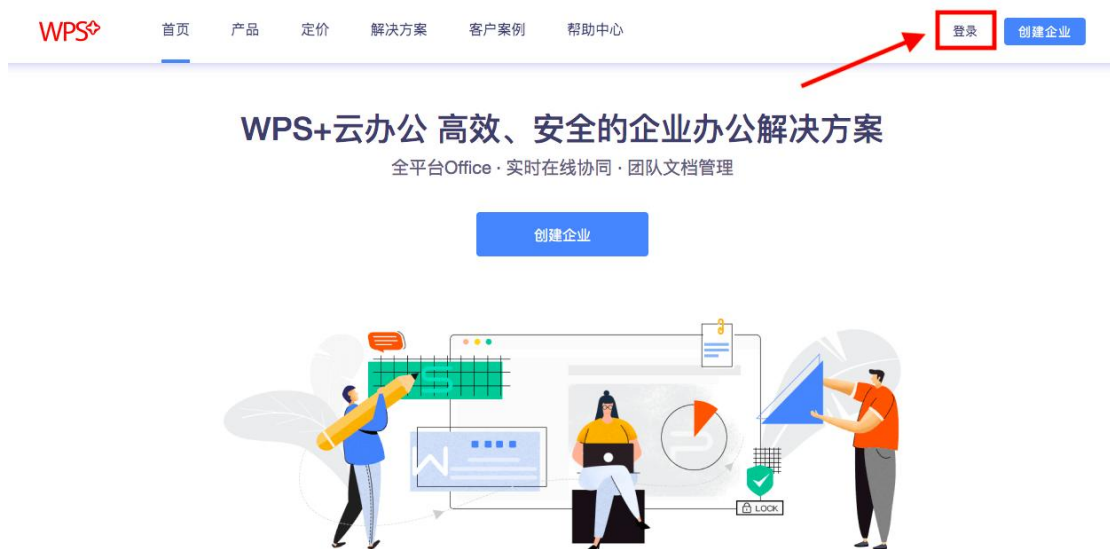 WPS+
首页 产品 定价 解决方案 客户案例 帮助中心 登录 创建企业
WPS+云办公 高效、安全的企业办公解决方案
全平台Office · 实时在线协同 · 团队文档管理
创建企业
S
W
P
LOCK